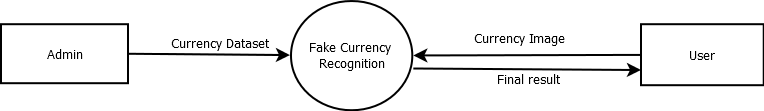 Admin
Currency Dataset
Fake Currency
Recognition
Currency Image
Final result
User